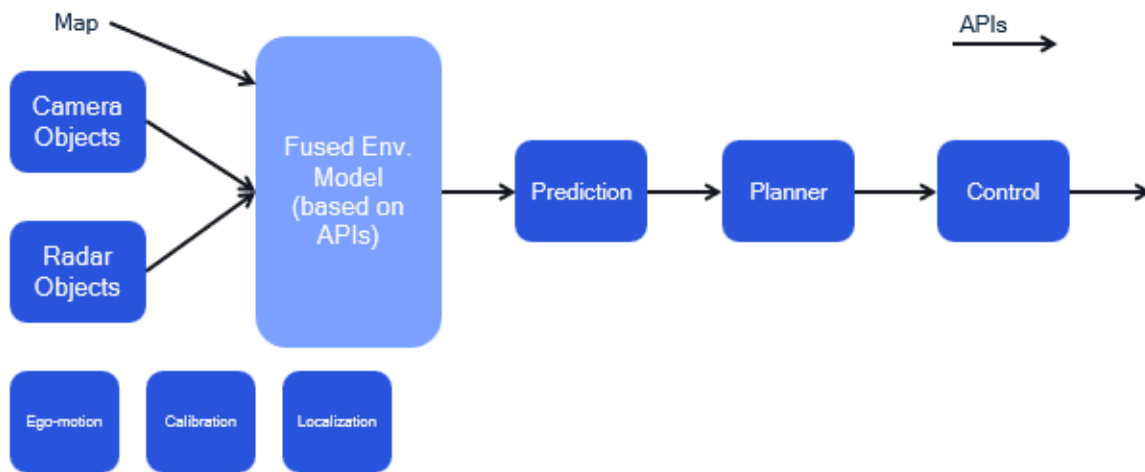 Map
APIs
Camera
Objects
Fused Env.
Model
(based on
APIs)
Prediction
Planner
Control
Radar
Objects
Ego-motion
Calibration
Localization